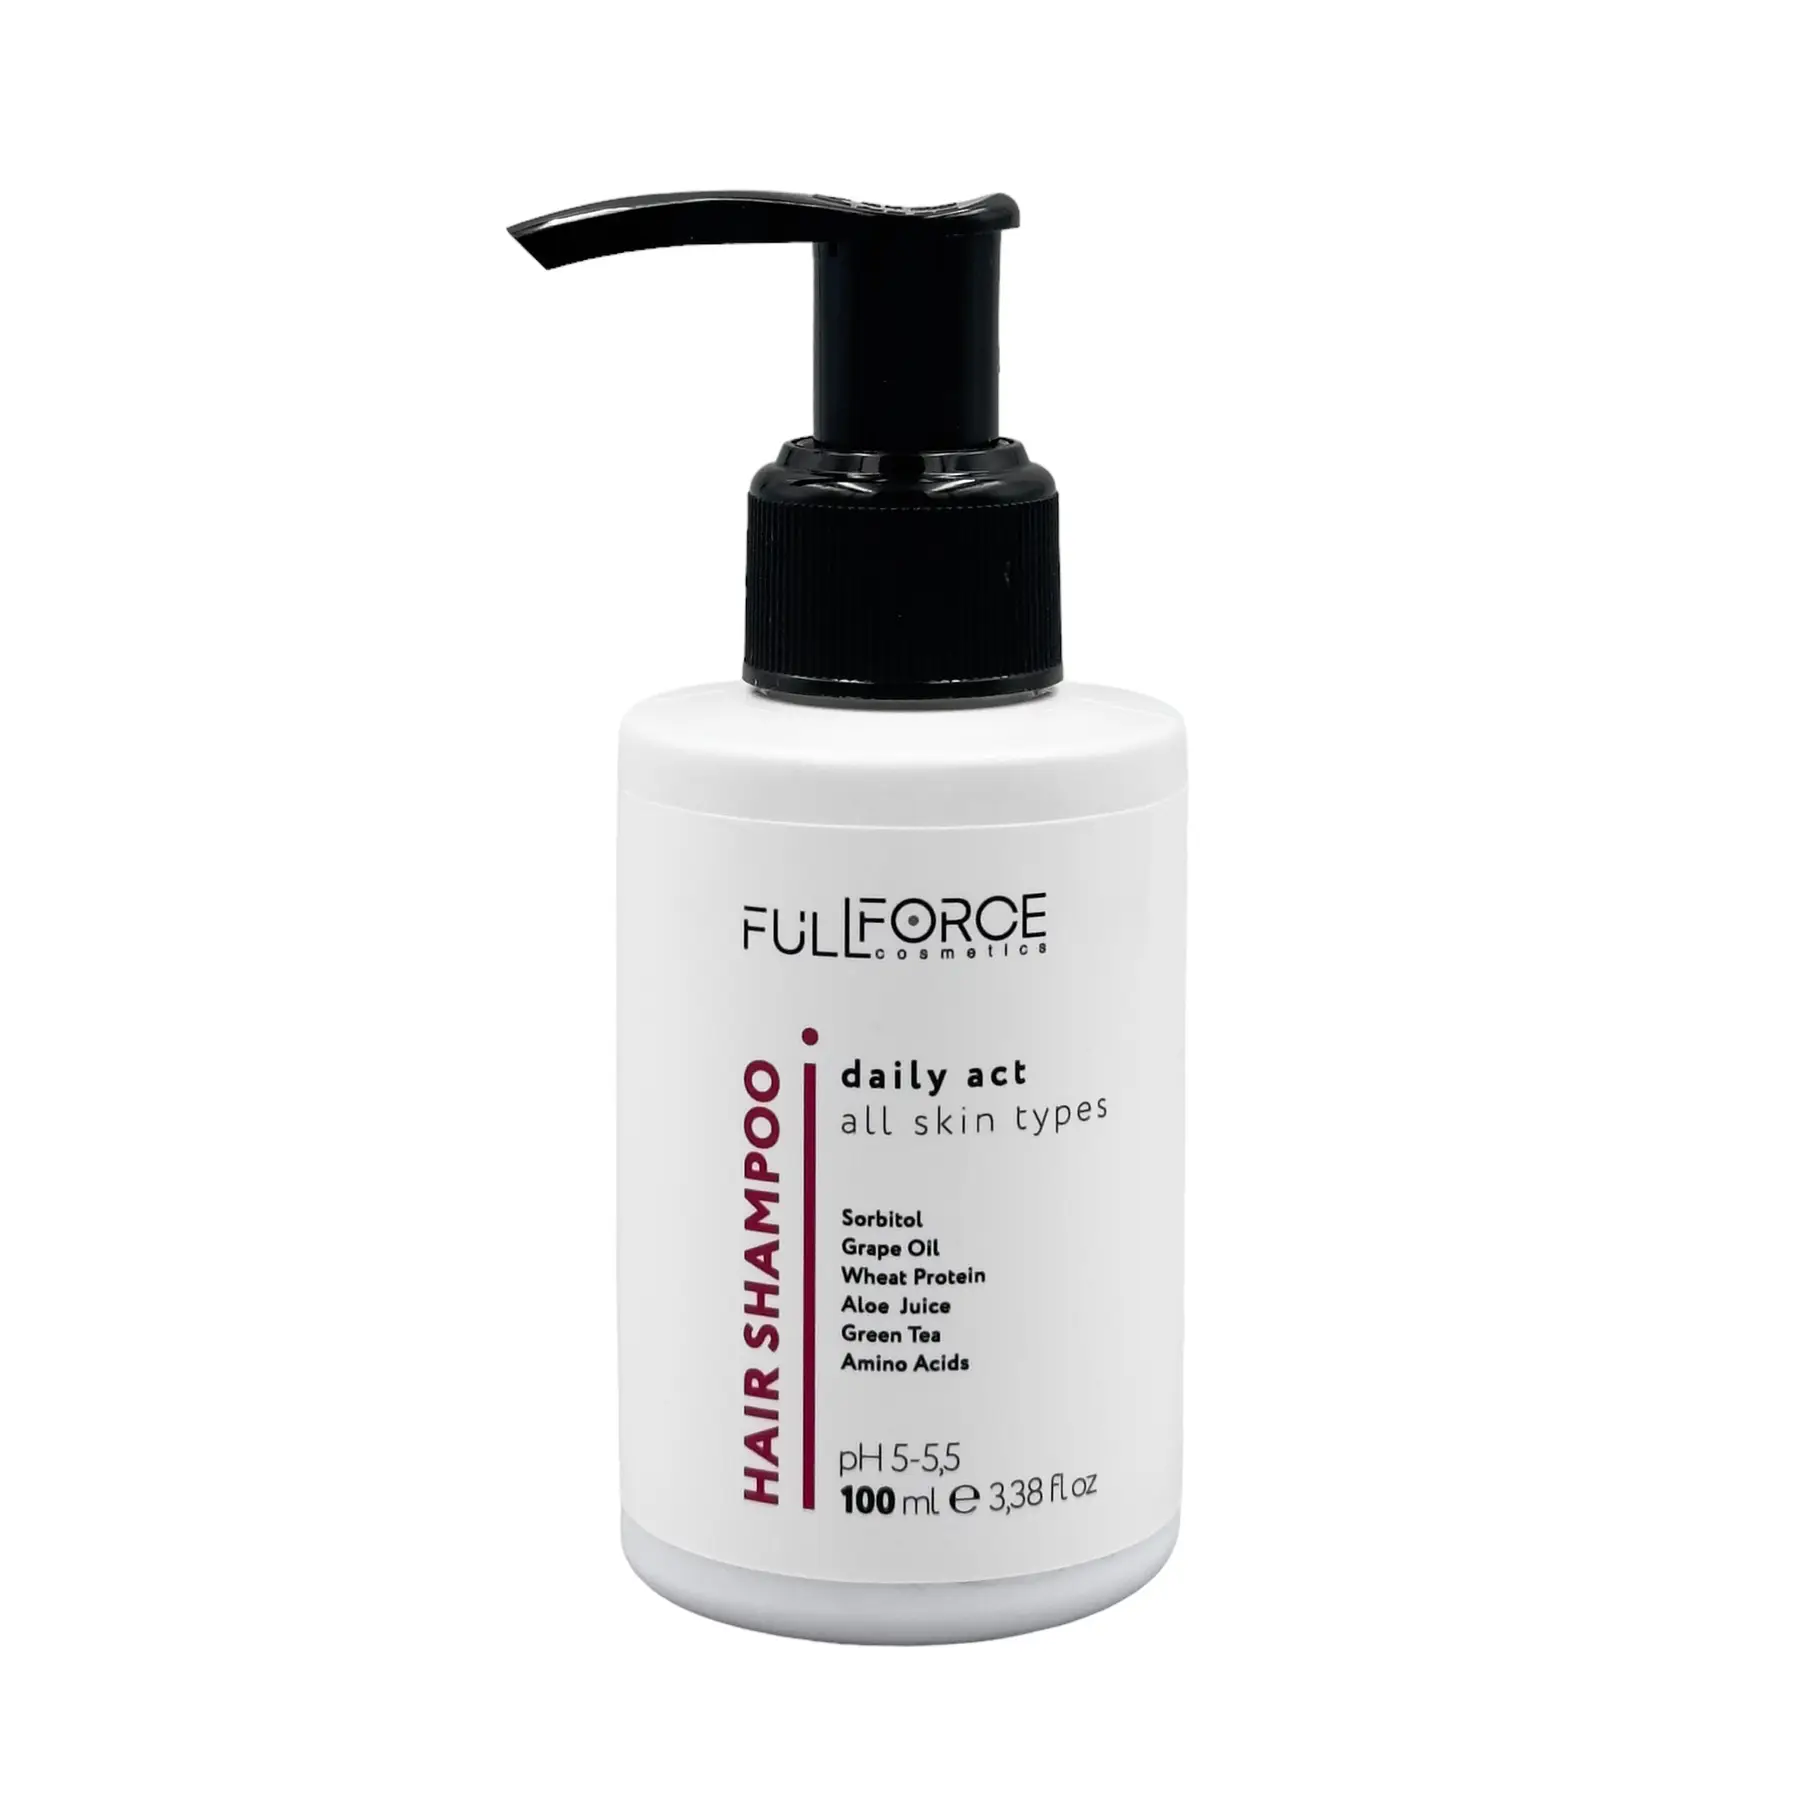 FULLFORCE
cosmetics
HAIR SHAMPOO
daily act
all skin types
Sorbitol
Grape Oil
Wheat Protein
Aloe Juice
Green Tea
Amino Acids
pH 5-5,5
100 ml ℮ 3,38 fl oz